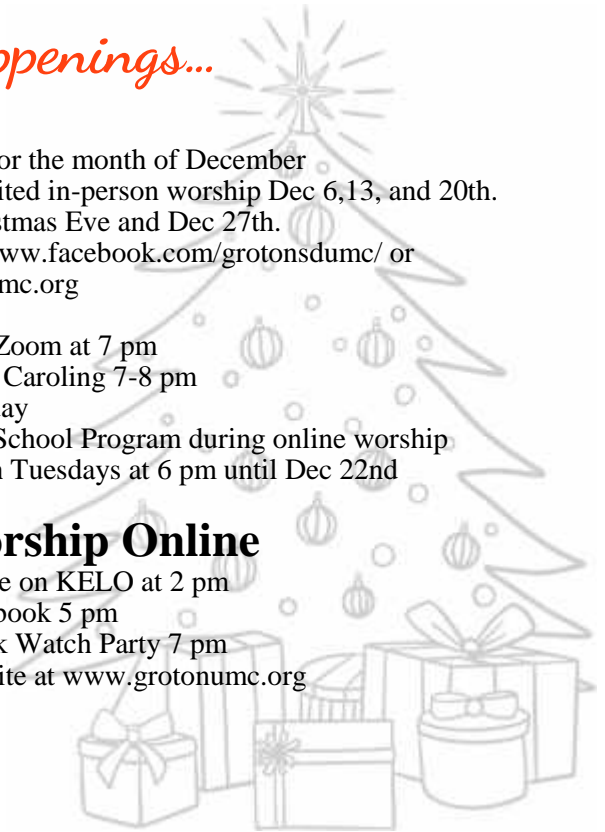 ppenings...
or the month of December
ited in-person worship Dec 6,13, and 20th.
stmas Eve and Dec 27th.
ww.facebook.com/grotonsdumc/ or
mc.org
Zoom at 7 pm
Caroling 7-8 pm
ay
School Program during online worship
n Tuesdays at 6 pm until Dec 22nd
orship Online
e on KELO at 2 pm
book 5 pm
k Watch Party 7 pm
ite at www.grotonumc.org